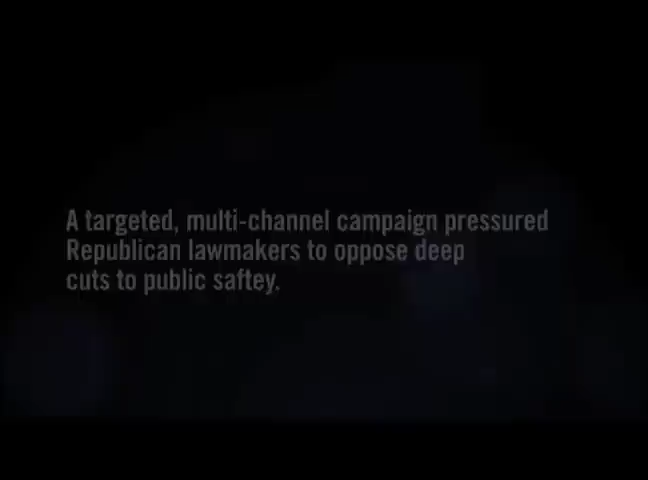 A targeted, multi-channel campaign pressured
Republican lawmakers to oppose deep
cuts to public saftey.